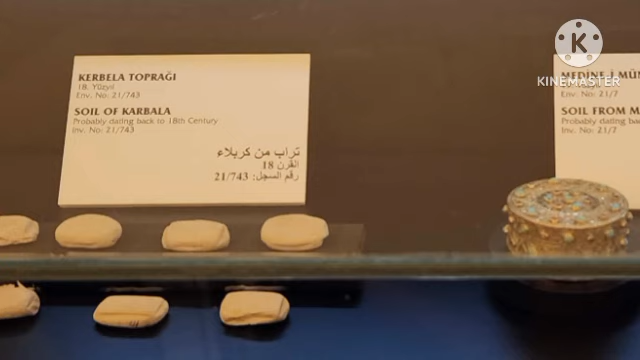 KERBELA TOPRAĞI
18. Yüzyıl
Env. No: 21/743
SOIL OF KARBALA
Probably dating back to 18th Century
Inv. No: 21/743
تراب من كربلاء
القرن 18
رقم السجل: 21/743
K
KINEMASTER
MEDİNE-İ
Env. No: 21/7
SOIL FROM M
Probably dating bac
Inv. No: 21/7